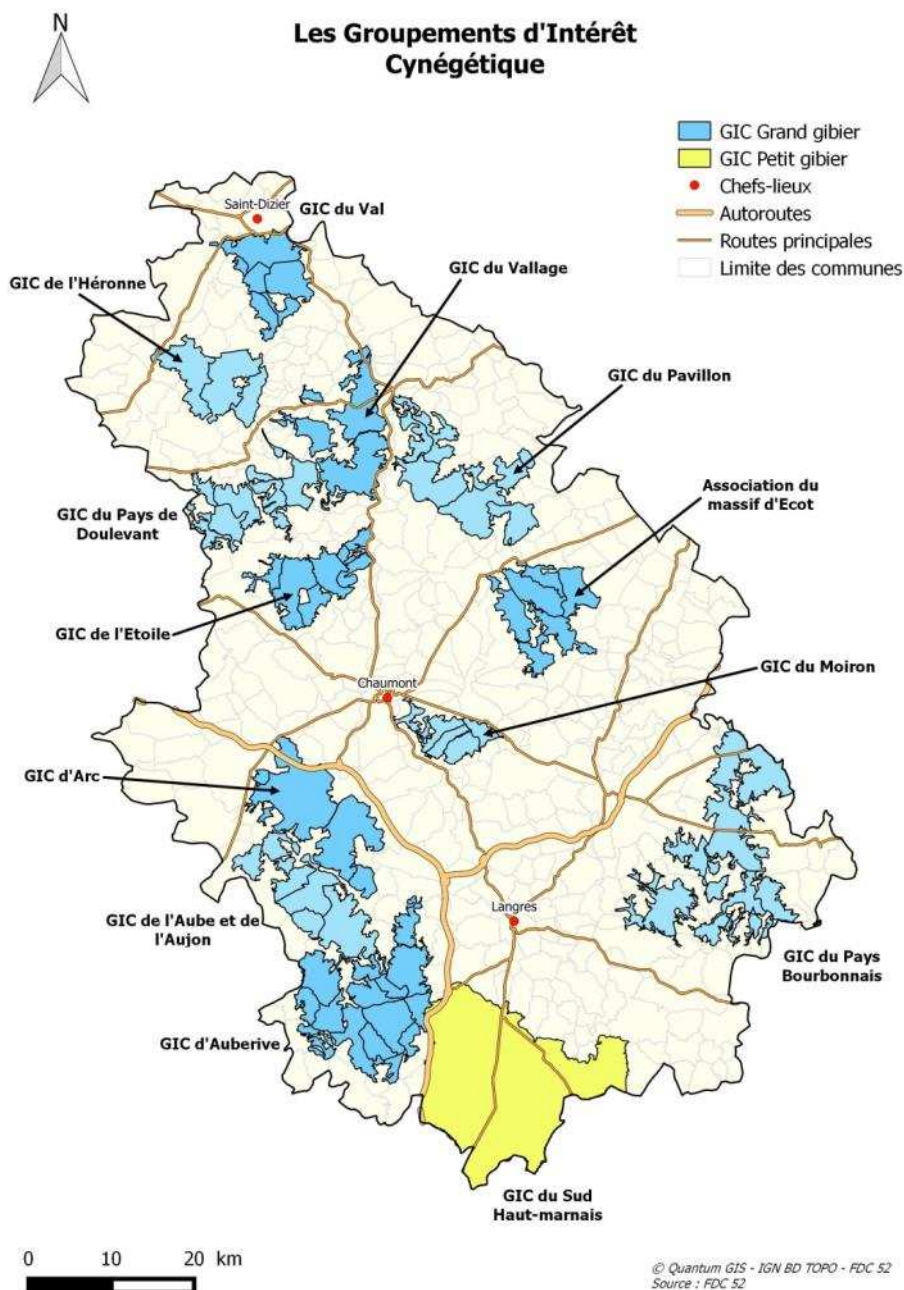 N
Les Groupements d'Intérêt
Cynégétique
GIC Grand gibier
GIC Petit gibier
Chefs-lieux
Autoroutes
Routes principales
Limite des communes
Saint-Dizier
GIC du Val
GIC du Vallage
GIC de l'Héronne
GIC du Pavillon
Association du
massif d'Ecot
GIC du Pays de
Doulevant
GIC de l'Etoile
GIC du Moiron
Chaumont
GIC d'Arc
GIC de l'Aube et de
l'Aujon
Langres
GIC du Pays
Bourbonnais
GIC d'Auberive
GIC du Sud
Haut-marnais
0 10 20 km
© Quantum GIS - IGN BD TOPO - FDC 52
Source : FDC 52